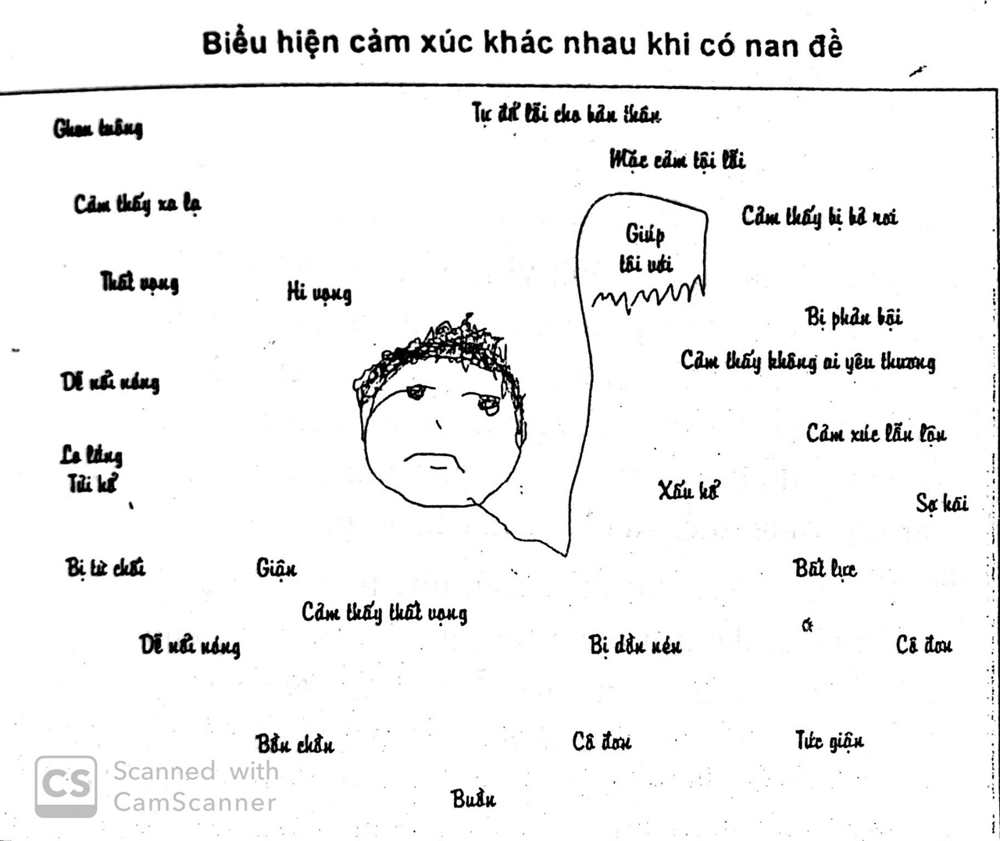 Biểu hiện cảm xúc khác nhau khi có nan đề
Tự đổ lỗi cho bản thân
Ghen tuông
Mặc cảm tội lỗi
Cảm thấy xa lạ
Cảm thấy bị bỏ rơi
Giúp
tôi với
Thất vọng
Hi vọng
Bị phản bội
Cảm thấy không ai yêu thương
Dễ nổi nóng
Cảm xúc lẫn lộn
Lo lắng
Tủi hổ
Xấu hổ
Sợ hãi
Bị từ chối
Giận
Bất lực
Cảm thấy thất vọng
Dễ nổi nóng
Bị dồn nén
Cô đơn
Bồn chồn
Cô đơn
Tức giận
Buồn
CS
Scanned with
CamScanner